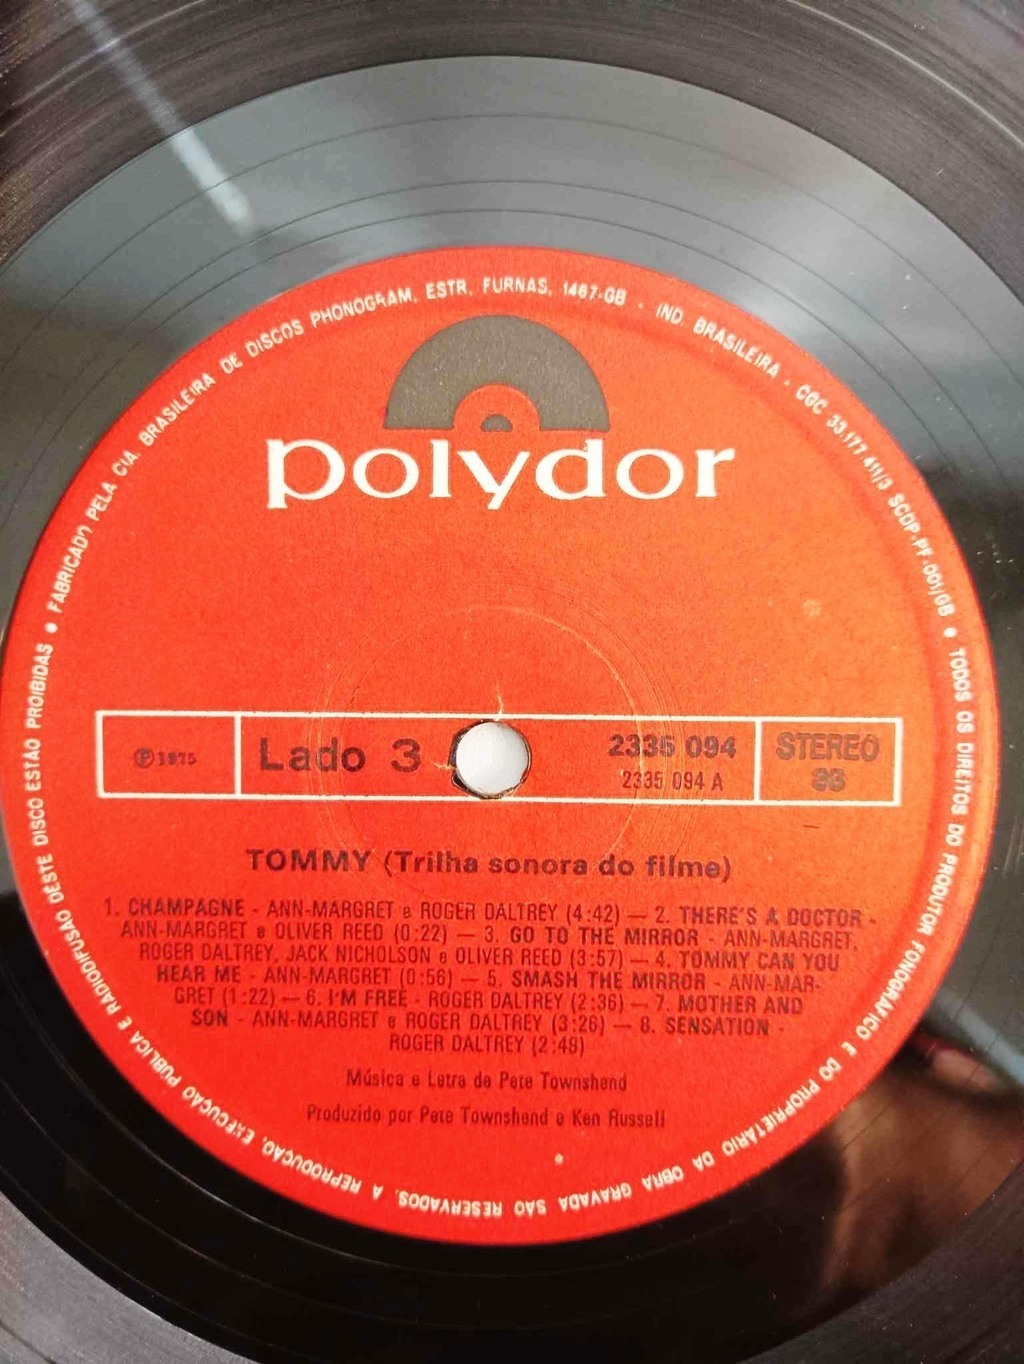 FABRICADO PELA CIA. BRASILEIRA DE DISCOS PHONOGRAM, ESTR. FURNAS, 1467-GB - IND. BRASILEIRA - CGC 33.177.411/3 SCDP-PF-001/GB • TODOS OS DIREITOS DO PRODUTOR FONOGRÁFICO E DO PROPRIETÁRIO DA OBRA GRAVADA SÃO RESERVADOS. A REPRODUÇÃO, EXECUÇÃO PÚBLICA E RADIODIFUSÃO DESTE DISCO ESTÃO PROIBIDAS •
polydor
℗ 1975
Lado 3
2335 094
2335 094 A
STEREO
33
TOMMY (Trilha sonora do filme)
1. CHAMPAGNE - ANN-MARGRET e ROGER DALTREY (4:42) — 2. THERE'S A DOCTOR -
ANN-MARGRET e OLIVER REED (0:22) — 3. GO TO THE MIRROR - ANN-MARGRET,
ROGER DALTREY, JACK NICHOLSON e OLIVER REED (3:57) — 4. TOMMY CAN YOU
HEAR ME - ANN-MARGRET (0:56) — 5. SMASH THE MIRROR - ANN-MAR-
GRET (1:22) — 6. I'M FREE - ROGER DALTREY (2:36) — 7. MOTHER AND
SON - ANN-MARGRET e ROGER DALTREY (3:26) — 8. SENSATION -
ROGER DALTREY (2:49)
Música e Letra de Pete Townshend
Produzido por Pete Townshend e Ken Russell